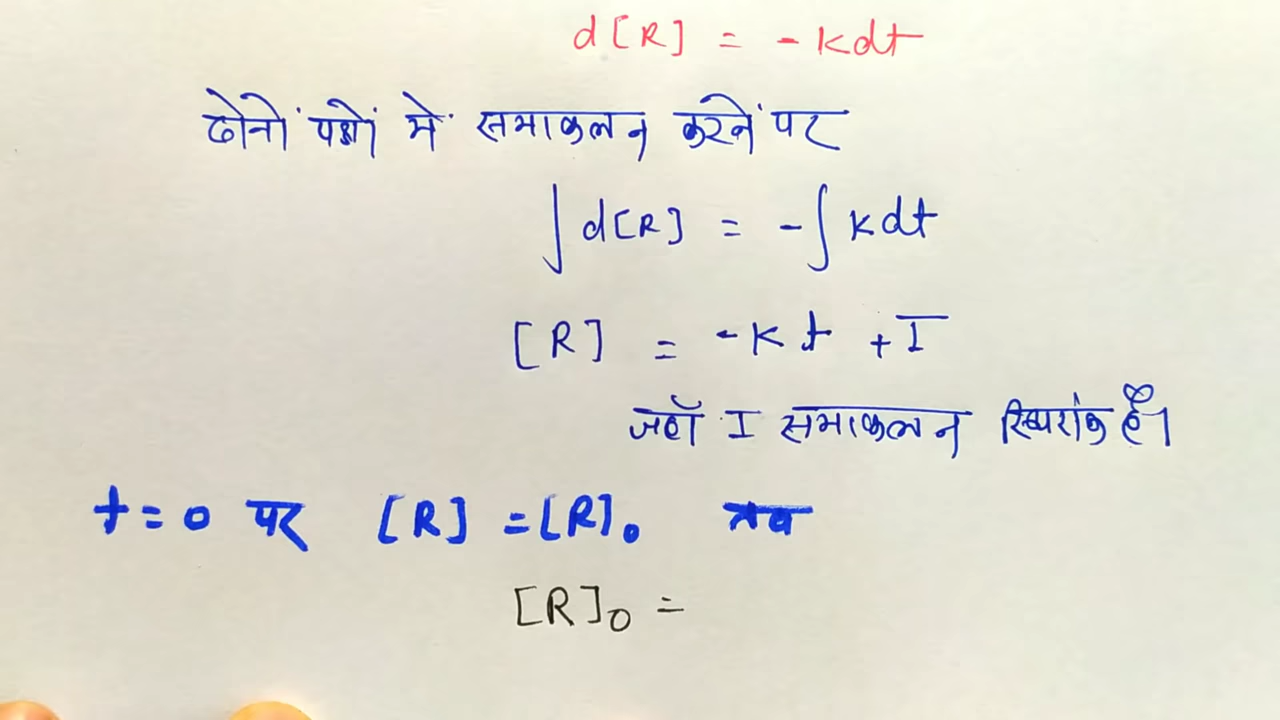 d[R] = - kdt
दोनों पक्षों में समाकलन करनें पर
∫d[R] = -∫kdt
[R] = -kt + I
जहाँ I समाकलन स्थिरांक है।
t=0 पर [R] =[R]₀ तब
[R]₀ =